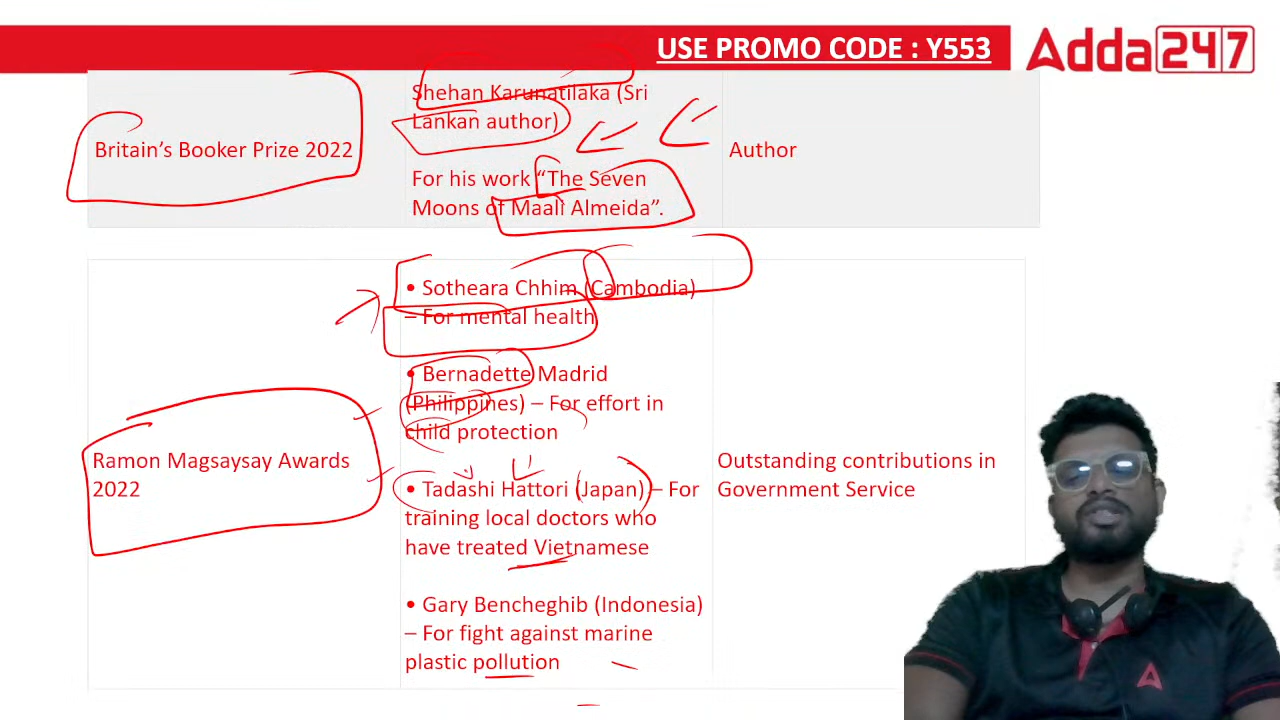 USE PROMO CODE : Y553
Adda247
Shehan Karunatilaka (Sri
Lankan author)
Britain's Booker Prize 2022
Author
For his work “The Seven
Moons of Maali Almeida”.
• Sotheara Chhim (Cambodia)
– For mental health
• Bernadette Madrid
(Philippines) – For effort in
child protection
Ramon Magsaysay Awards
2022
• Tadashi Hattori (Japan) – For
training local doctors who
have treated Vietnamese
Outstanding contributions in
Government Service
• Gary Bencheghib (Indonesia)
– For fight against marine
plastic pollution